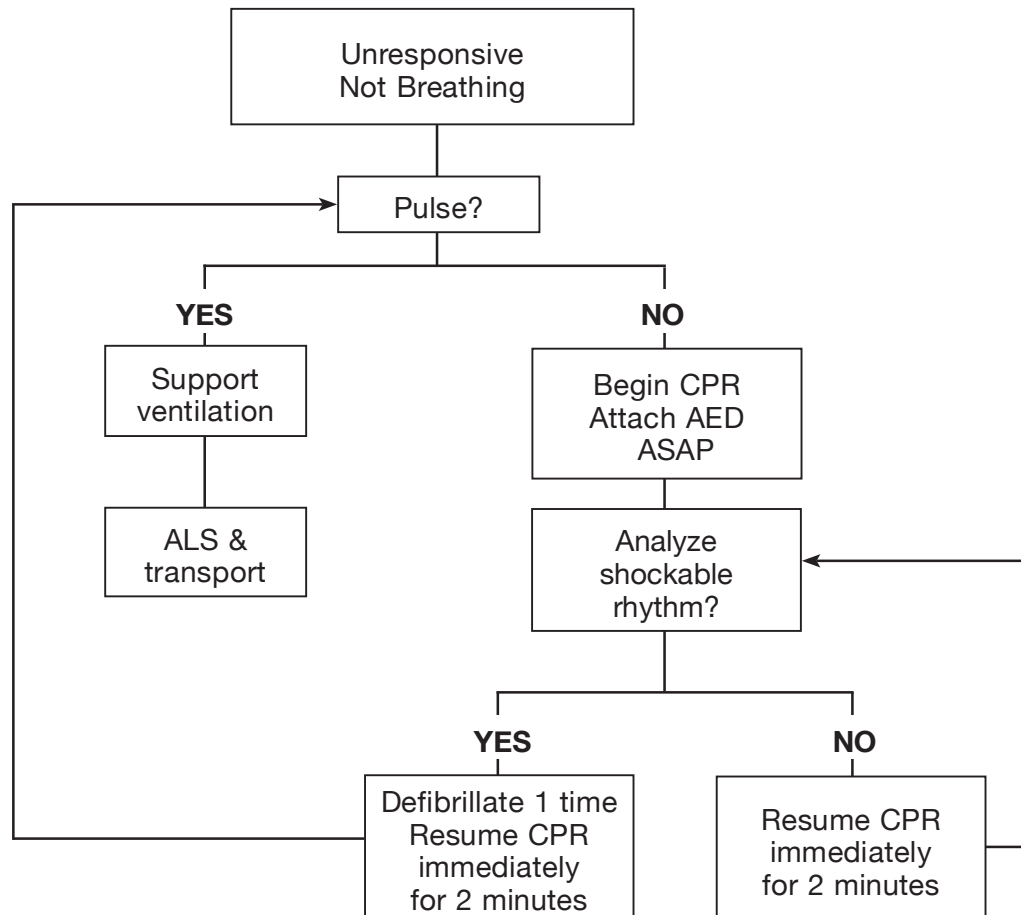 Unresponsive
Not Breathing
Pulse?
YES
NO
Support
ventilation
Begin CPR
Attach AED
ASAP
ALS &
transport
Analyze
shockable
rhythm?
YES
NO
Defibrillate 1 time
Resume CPR
immediately
for 2 minutes
Resume CPR
immediately
for 2 minutes